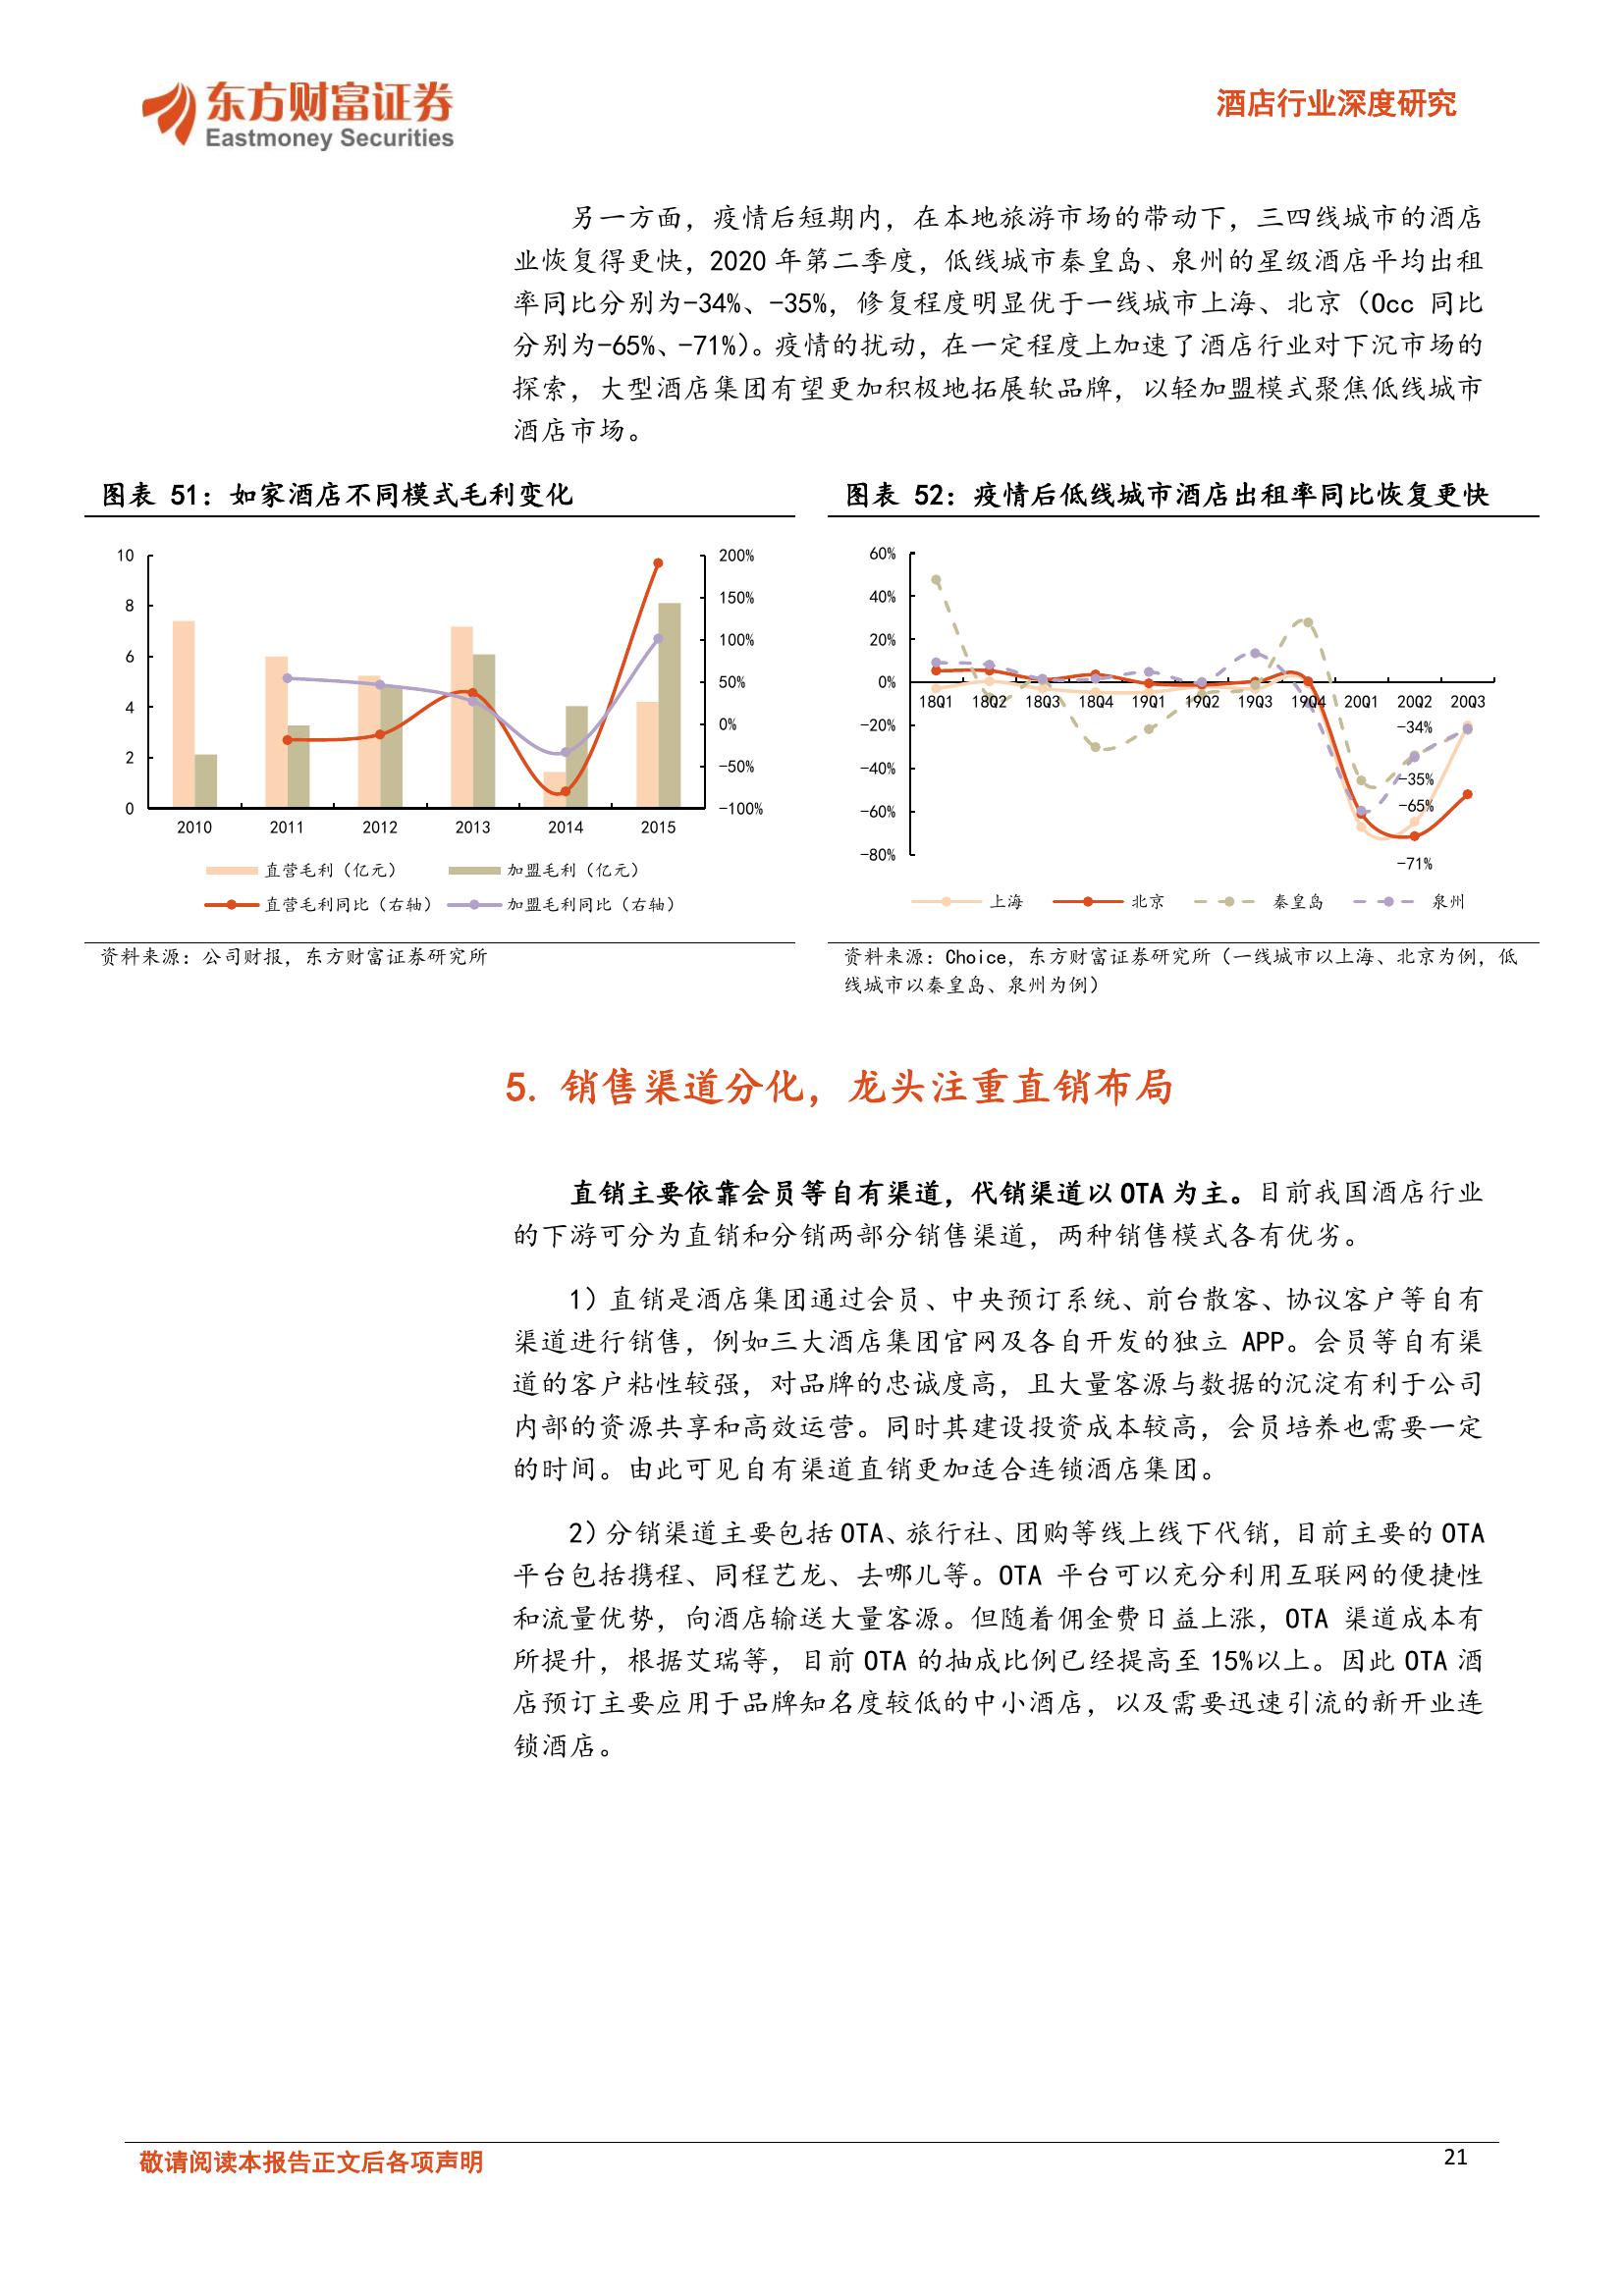 东方财富证券
Eastmoney Securities
酒店行业深度研究
另一方面，疫情后短期内，在本地旅游市场的带动下，三四线城市的酒店
业恢复得更快，2020 年第二季度，低线城市秦皇岛、泉州的星级酒店平均出租
率同比分别为-34%、-35%，修复程度明显优于一线城市上海、北京（Occ 同比
分别为-65%、-71%）。疫情的扰动，在一定程度上加速了酒店行业对下沉市场的
探索，大型酒店集团有望更加积极地拓展软品牌，以轻加盟模式聚焦低线城市
酒店市场。
图表 51：如家酒店不同模式毛利变化
10
8
6
4
2
0
200%
150%
100%
50%
0%
-50%
-100%
2010 2011 2012 2013 2014 2015
直营毛利（亿元） 加盟毛利（亿元）
直营毛利同比（右轴） 加盟毛利同比（右轴）
资料来源：公司财报，东方财富证券研究所
图表 52：疫情后低线城市酒店出租率同比恢复更快
60%
40%
20%
0%
-20%
-40%
-60%
-80%
18Q1 18Q2 18Q3 18Q4 19Q1 19Q2 19Q3 19Q4 20Q1 20Q2 20Q3
-34%
-35%
-65%
-71%
上海 北京 秦皇岛 泉州
资料来源：Choice，东方财富证券研究所（一线城市以上海、北京为例，低
线城市以秦皇岛、泉州为例）
5. 销售渠道分化，龙头注重直销布局
直销主要依靠会员等自有渠道，代销渠道以 OTA 为主。目前我国酒店行业
的下游可分为直销和分销两部分销售渠道，两种销售模式各有优劣。
1）直销是酒店集团通过会员、中央预订系统、前台散客、协议客户等自有
渠道进行销售，例如三大酒店集团官网及各自开发的独立 APP。会员等自有渠
道的客户粘性较强，对品牌的忠诚度高，且大量客源与数据的沉淀有利于公司
内部的资源共享和高效运营。同时其建设投资成本较高，会员培养也需要一定
的时间。由此可见自有渠道直销更加适合连锁酒店集团。
2）分销渠道主要包括 OTA、旅行社、团购等线上线下代销，目前主要的 OTA
平台包括携程、同程艺龙、去哪儿等。OTA 平台可以充分利用互联网的便捷性
和流量优势，向酒店输送大量客源。但随着佣金费日益上涨，OTA 渠道成本有
所提升，根据艾瑞等，目前 OTA 的抽成比例已经提高至 15%以上。因此 OTA 酒
店预订主要应用于品牌知名度较低的中小酒店，以及需要迅速引流的新开业连
锁酒店。
敬请阅读本报告正文后各项声明
21